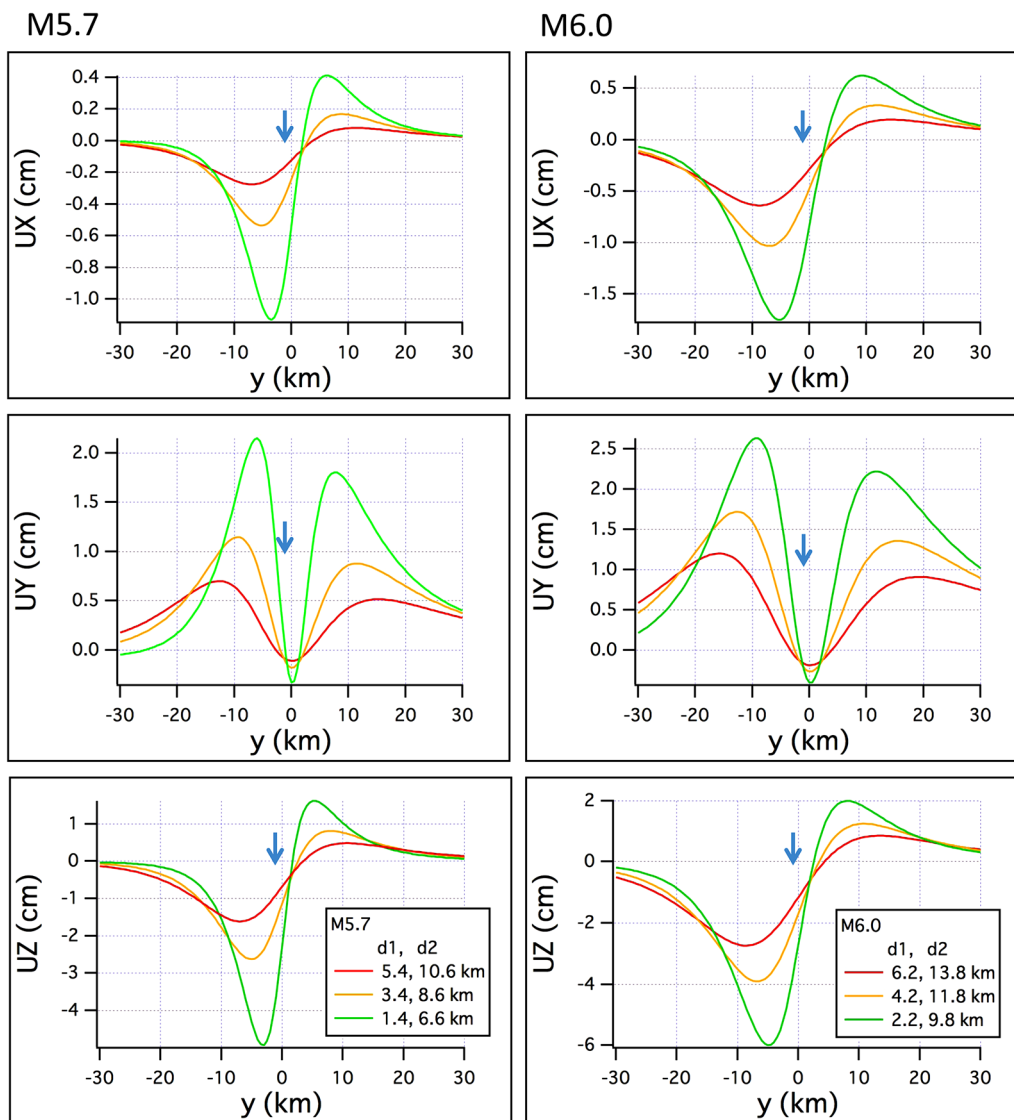 M5.7
M6.0
0.4
0.2
0.0
-0.2
-0.4
-0.6
-0.8
-1.0
UX (cm)
-30 -20 -10 0 10 20 30
y (km)
0.5
0.0
-0.5
-1.0
-1.5
UX (cm)
-30 -20 -10 0 10 20 30
y (km)
2.0
1.5
1.0
0.5
0.0
UY (cm)
-30 -20 -10 0 10 20 30
y (km)
2.5
2.0
1.5
1.0
0.5
0.0
UY (cm)
-30 -20 -10 0 10 20 30
y (km)
1
0
-1
-2
-3
-4
UZ (cm)
M5.7
d1, d2
5.4, 10.6 km
3.4, 8.6 km
1.4, 6.6 km
-30 -20 -10 0 10 20 30
y (km)
2
0
-2
-4
-6
UZ (cm)
M6.0
d1, d2
6.2, 13.8 km
4.2, 11.8 km
2.2, 9.8 km
-30 -20 -10 0 10 20 30
y (km)